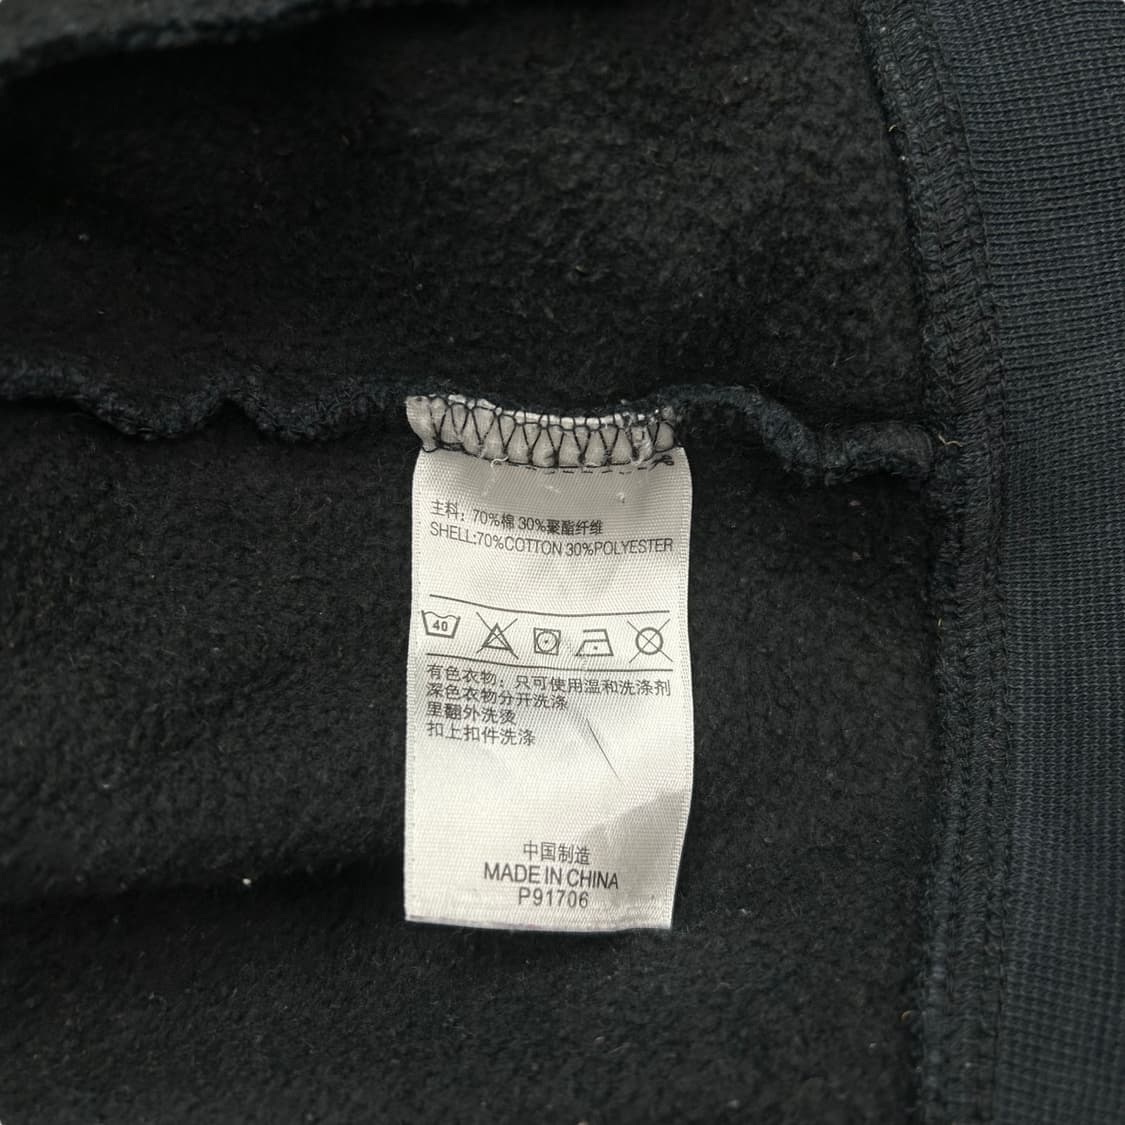 主料：70%棉 30%聚酯纤维
SHELL:70%COTTON 30%POLYESTER
40
有色衣物：只可使用温和洗涤剂
深色衣物分开洗涤
里翻外洗烫
扣上扣件洗涤
中国制造
MADE IN CHINA
P91706